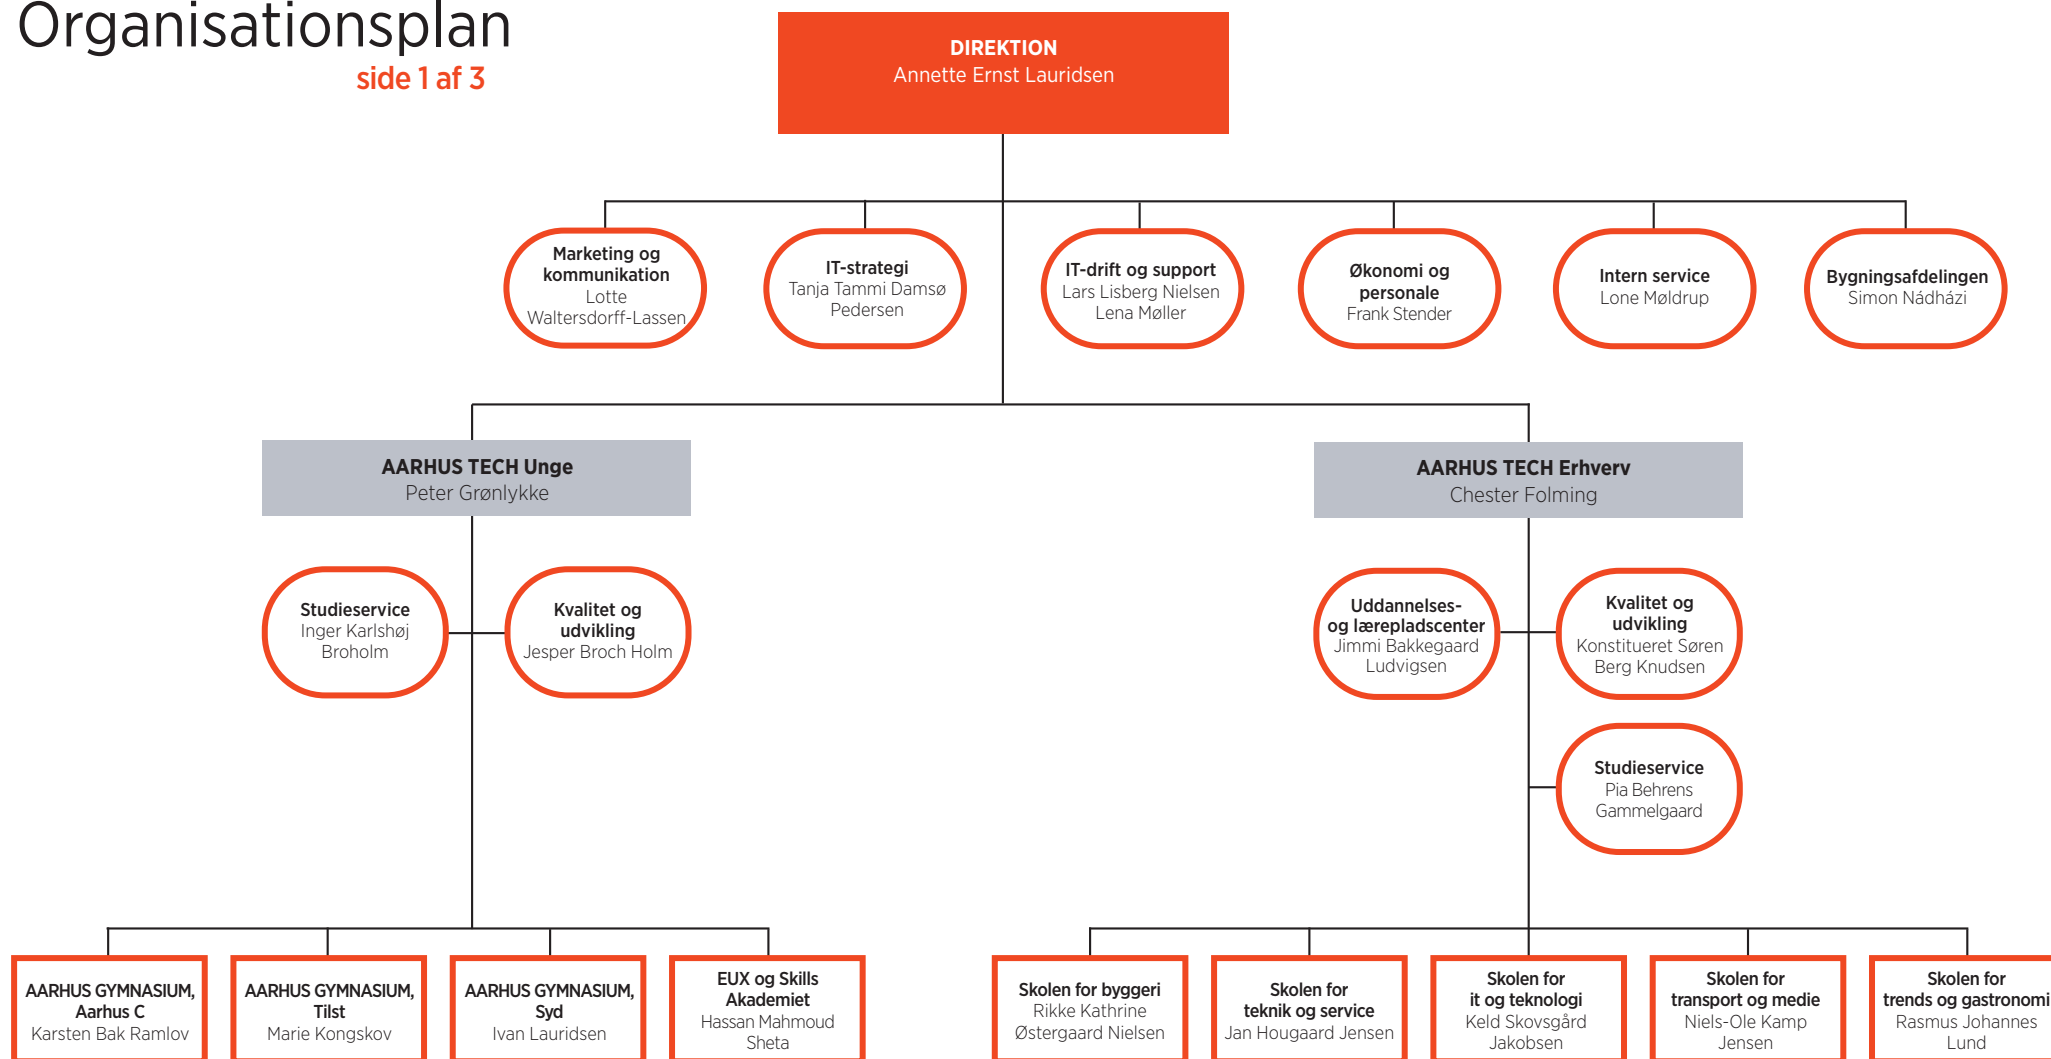 Organisationsplan
side 1 af 3
DIREKTION
Annette Ernst Lauridsen
Marketing og
kommunikation
Lotte
Waltersdorff-Lassen
IT-strategi
Tanja Tammi Damsø
Pedersen
IT-drift og support
Lars Lisberg Nielsen
Lena Møller
Økonomi og
personale
Frank Stender
Intern service
Lone Møldrup
Bygningsafdelingen
Simon Nádházi
AARHUS TECH Unge
Peter Grønlykke
AARHUS TECH Erhverv
Chester Folming
Studieservice
Inger Karlshøj
Broholm
Kvalitet og
udvikling
Jesper Broch Holm
Uddannelses-
og lærepladscenter
Jimmi Bakkegaard
Ludvigsen
Kvalitet og
udvikling
Konstitueret Søren
Berg Knudsen
Studieservice
Pia Behrens
Gammelgaard
AARHUS GYMNASIUM,
Aarhus C
Karsten Bak Ramlov
AARHUS GYMNASIUM,
Tilst
Marie Kongskov
AARHUS GYMNASIUM,
Syd
Ivan Lauridsen
EUX og Skills
Akademiet
Hassan Mahmoud
Sheta
Skolen for byggeri
Rikke Kathrine
Østergaard Nielsen
Skolen for
teknik og service
Jan Hougaard Jensen
Skolen for
it og teknologi
Keld Skovsgård
Jakobsen
Skolen for
transport og medie
Niels-Ole Kamp
Jensen
Skolen for
trends og gastronomi
Rasmus Johannes
Lund